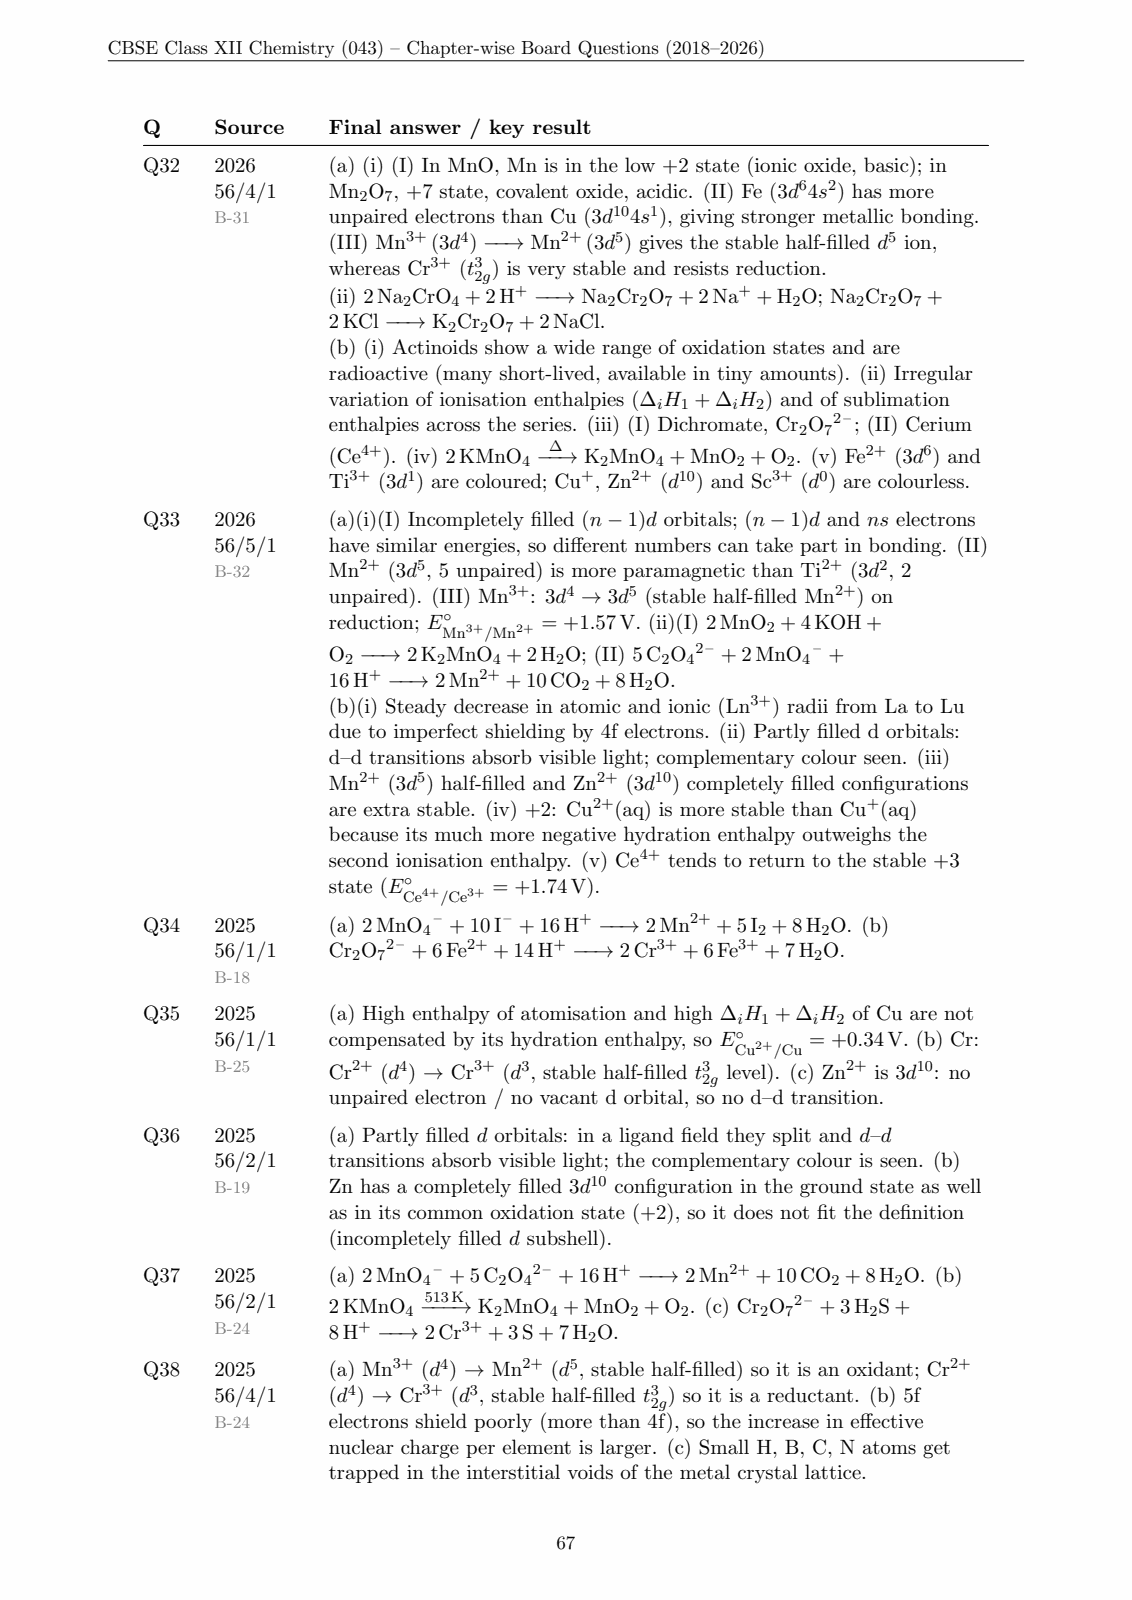 CBSE Class XII Chemistry (043) – Chapter-wise Board Questions (2018–2026)
Q Source Final answer / key result
Q32 2026 (a) (i) (I) In MnO, Mn is in the low +2 state (ionic oxide, basic); in
56/4/1 Mn₂O₇, +7 state, covalent oxide, acidic. (II) Fe (3d⁶4s²) has more
B-31 unpaired electrons than Cu (3d¹⁰4s¹), giving stronger metallic bonding.
(III) Mn³⁺ (3d⁴) ⟶ Mn²⁺ (3d⁵) gives the stable half-filled d⁵ ion,
whereas Cr³⁺ (t₂g³) is very stable and resists reduction.
(ii) 2 Na₂CrO₄ + 2 H⁺ ⟶ Na₂Cr₂O₇ + 2 Na⁺ + H₂O; Na₂Cr₂O₇ +
2 KCl ⟶ K₂Cr₂O₇ + 2 NaCl.
(b) (i) Actinoids show a wide range of oxidation states and are
radioactive (many short-lived, available in tiny amounts). (ii) Irregular
variation of ionisation enthalpies (ΔᵢH₁ + ΔᵢH₂) and of sublimation
enthalpies across the series. (iii) (I) Dichromate, Cr₂O₇²⁻; (II) Cerium
(Ce⁴⁺). (iv) 2 KMnO₄ —Δ→ K₂MnO₄ + MnO₂ + O₂. (v) Fe²⁺ (3d⁶) and
Ti³⁺ (3d¹) are coloured; Cu⁺, Zn²⁺ (d¹⁰) and Sc³⁺ (d⁰) are colourless.
Q33 2026 (a)(i)(I) Incompletely filled (n − 1)d orbitals; (n − 1)d and ns electrons
56/5/1 have similar energies, so different numbers can take part in bonding. (II)
B-32 Mn²⁺ (3d⁵, 5 unpaired) is more paramagnetic than Ti²⁺ (3d², 2
unpaired). (III) Mn³⁺: 3d⁴ → 3d⁵ (stable half-filled Mn²⁺) on
reduction; E°Mn³⁺/Mn²⁺ = +1.57 V. (ii)(I) 2 MnO₂ + 4 KOH +
O₂ ⟶ 2 K₂MnO₄ + 2 H₂O; (II) 5 C₂O₄²⁻ + 2 MnO₄⁻ +
16 H⁺ ⟶ 2 Mn²⁺ + 10 CO₂ + 8 H₂O.
(b)(i) Steady decrease in atomic and ionic (Ln³⁺) radii from La to Lu
due to imperfect shielding by 4f electrons. (ii) Partly filled d orbitals:
d–d transitions absorb visible light; complementary colour seen. (iii)
Mn²⁺ (3d⁵) half-filled and Zn²⁺ (3d¹⁰) completely filled configurations
are extra stable. (iv) +2: Cu²⁺(aq) is more stable than Cu⁺(aq)
because its much more negative hydration enthalpy outweighs the
second ionisation enthalpy. (v) Ce⁴⁺ tends to return to the stable +3
state (E°Ce⁴⁺/Ce³⁺ = +1.74 V).
Q34 2025 (a) 2 MnO₄⁻ + 10 I⁻ + 16 H⁺ ⟶ 2 Mn²⁺ + 5 I₂ + 8 H₂O. (b)
56/1/1 Cr₂O₇²⁻ + 6 Fe²⁺ + 14 H⁺ ⟶ 2 Cr³⁺ + 6 Fe³⁺ + 7 H₂O.
B-18
Q35 2025 (a) High enthalpy of atomisation and high ΔᵢH₁ + ΔᵢH₂ of Cu are not
56/1/1 compensated by its hydration enthalpy, so E°Cu²⁺/Cu = +0.34 V. (b) Cr:
B-25 Cr²⁺ (d⁴) → Cr³⁺ (d³, stable half-filled t₂g³ level). (c) Zn²⁺ is 3d¹⁰: no
unpaired electron / no vacant d orbital, so no d–d transition.
Q36 2025 (a) Partly filled d orbitals: in a ligand field they split and d–d
56/2/1 transitions absorb visible light; the complementary colour is seen. (b)
B-19 Zn has a completely filled 3d¹⁰ configuration in the ground state as well
as in its common oxidation state (+2), so it does not fit the definition
(incompletely filled d subshell).
Q37 2025 (a) 2 MnO₄⁻ + 5 C₂O₄²⁻ + 16 H⁺ ⟶ 2 Mn²⁺ + 10 CO₂ + 8 H₂O. (b)
56/2/1 2 KMnO₄ —513 K→ K₂MnO₄ + MnO₂ + O₂. (c) Cr₂O₇²⁻ + 3 H₂S +
B-24 8 H⁺ ⟶ 2 Cr³⁺ + 3 S + 7 H₂O.
Q38 2025 (a) Mn³⁺ (d⁴) → Mn²⁺ (d⁵, stable half-filled) so it is an oxidant; Cr²⁺
56/4/1 (d⁴) → Cr³⁺ (d³, stable half-filled t₂g³) so it is a reductant. (b) 5f
B-24 electrons shield poorly (more than 4f), so the increase in effective
nuclear charge per element is larger. (c) Small H, B, C, N atoms get
trapped in the interstitial voids of the metal crystal lattice.
67